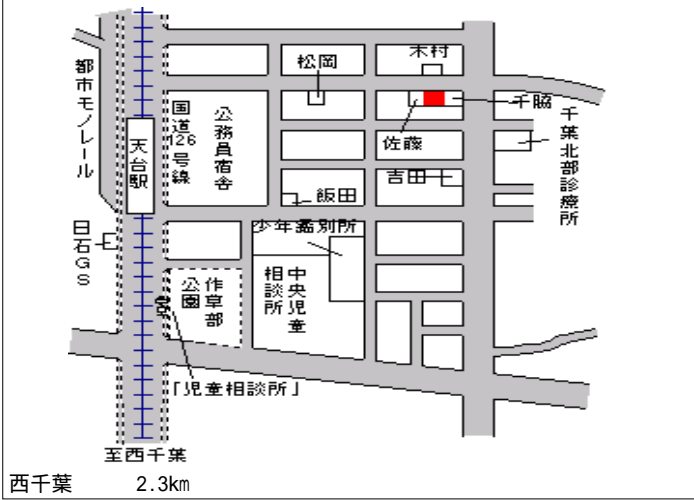 松岡
木村
都市モノレール
国道126号線
公務員宿舎
天台駅
佐藤
千脇
千葉北部診療所
吉田
飯田
少年鑑別所
日石GS
作草部公園
中央児童相談所
「児童相談所」
至西千葉
西千葉 2.3km